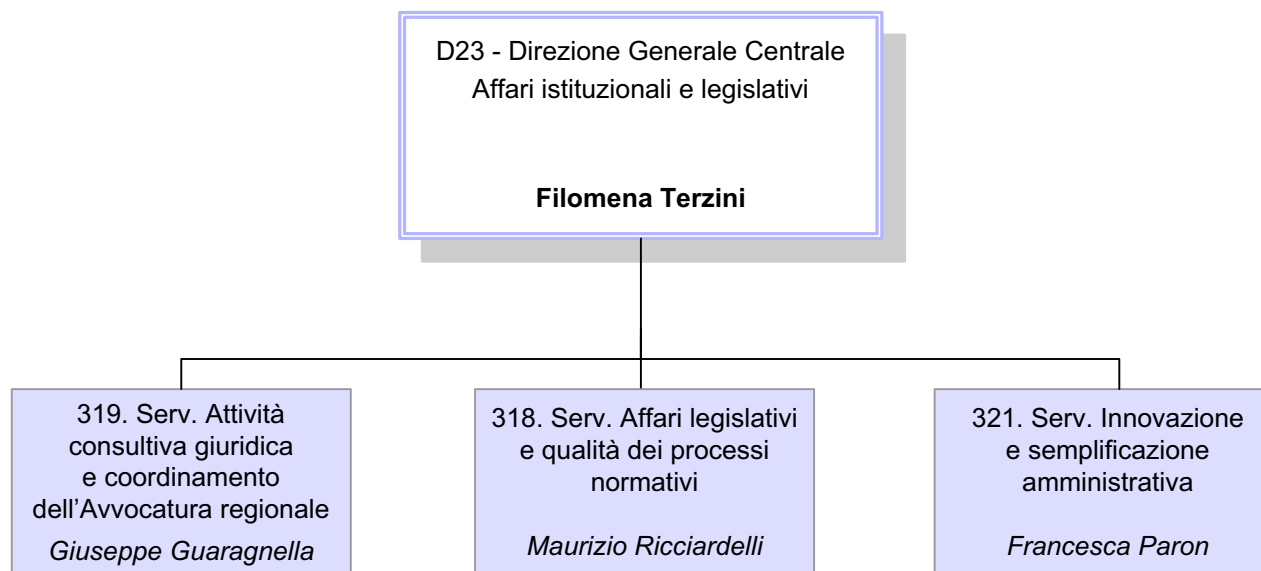 D23 - Direzione Generale Centrale
Affari istituzionali e legislativi
Filomena Terzini
319. Serv. Attività
consultiva giuridica
e coordinamento
dell’Avvocatura regionale
Giuseppe Guaragnella
318. Serv. Affari legislativi
e qualità dei processi
normativi
Maurizio Ricciardelli
321. Serv. Innovazione
e semplificazione
amministrativa
Francesca Paron